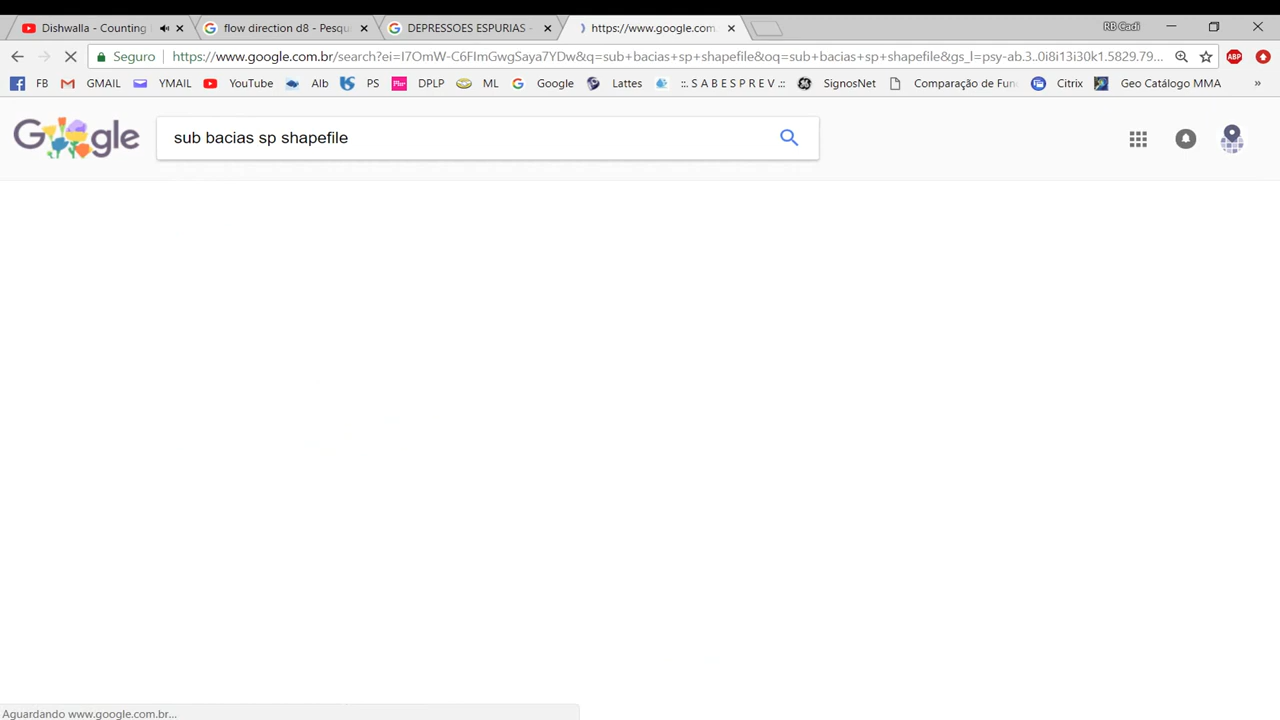 Dishwalla - Counting
flow direction d8 - Pesqu
DEPRESSOES ESPURIAS -
https://www.google.com.
RB Cadi
Seguro
https://www.google.com.br/search?ei=I7OmW-C6FImGwgSaya7YDw&q=sub+bacias+sp+shapefile&oq=sub+bacias+sp+shapefile&gs_l=psy-ab.3..0i8i13i30k1.5829.79...
ABP
FB GMAIL YMAIL YouTube Alb PS DPLP ML Google Lattes ::. S A B E S P R E V .:: SignosNet Comparação de Fun Citrix Geo Catálogo MMA »
Google
sub bacias sp shapefile
Aguardando www.google.com.br...